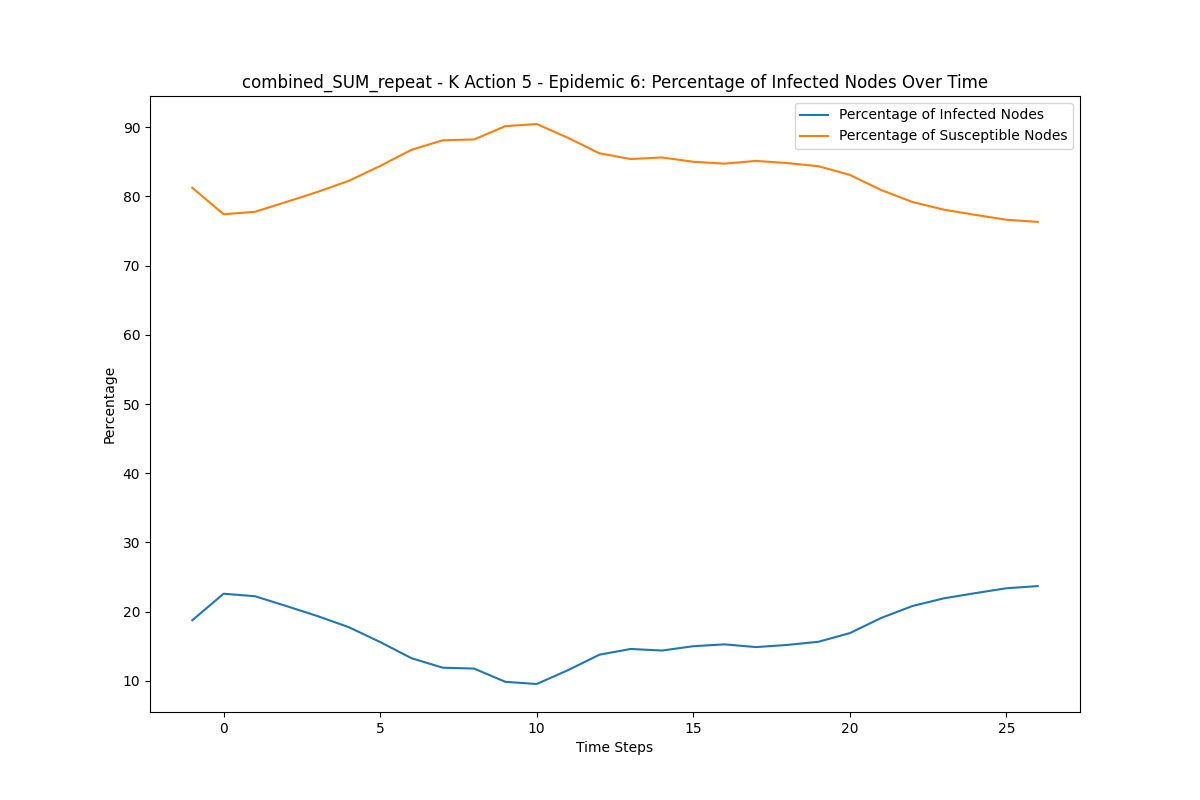 combined_SUM_repeat - K Action 5 - Epidemic 6: Percentage of Infected Nodes Over Time
Percentage of Infected Nodes
Percentage of Susceptible Nodes
90
80
70
60
50
40
30
20
10
Percentage
0 5 10 15 20 25
Time Steps